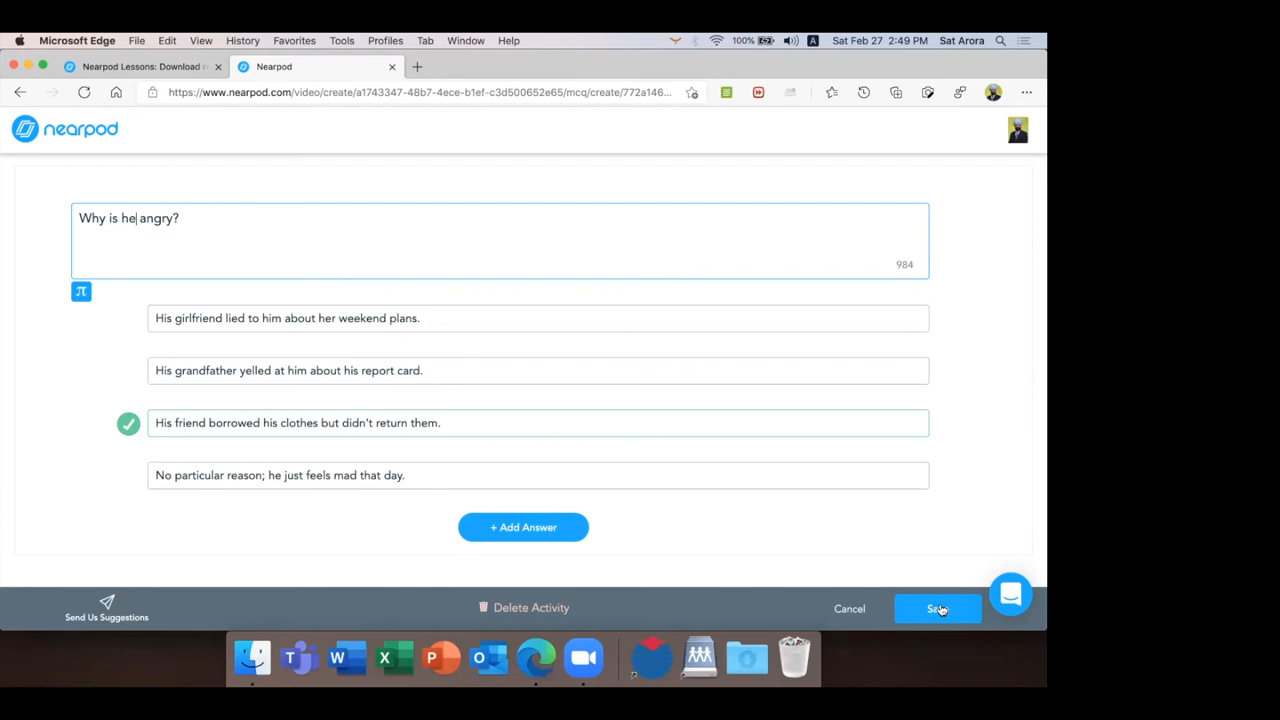 Microsoft Edge File Edit View History Favorites Tools Profiles Tab Window Help 100% A Sat Feb 27 2:49 PM Sat Arora
Nearpod Lessons: Download Nearpod
https://www.nearpod.com/video/create/a1743347-48b7-4ece-b1ef-c3d500652e65/mcq/create/772a146...
nearpod
Why is he angry?
984
π
His girlfriend lied to him about her weekend plans.
His grandfather yelled at him about his report card.
His friend borrowed his clothes but didn't return them.
No particular reason; he just feels mad that day.
+ Add Answer
Send Us Suggestions Delete Activity Cancel
T W X P O